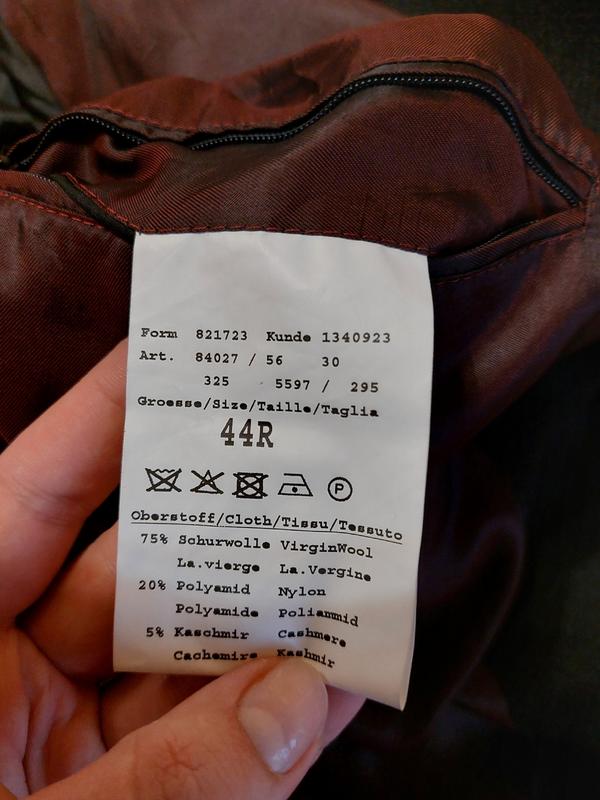 Form 821723 Kunde 1340923
Art. 84027 / 56 30
325 5597 / 295
Groesse/Size/Taille/Taglia
44R
P
Oberstoff/Cloth/Tissu/Tessuto
75% Schurwolle VirginWool
La.vierge La.Vergine
20% Polyamid Nylon
Polyamide Poliammid
5% Kaschmir Cashmere
Cachemire Kashmir